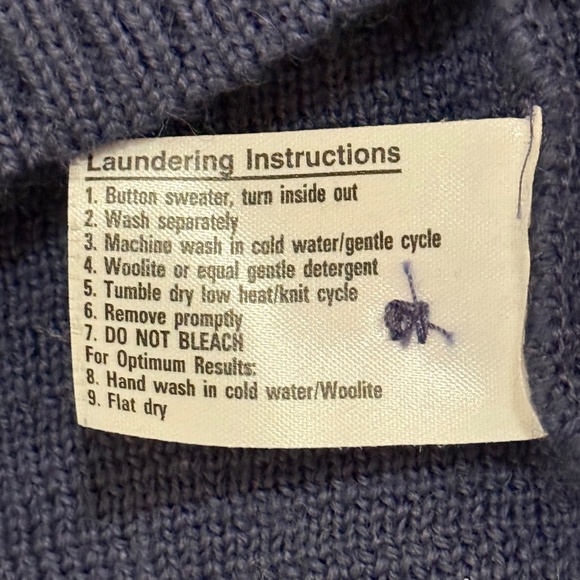 Laundering Instructions
1. Button sweater, turn inside out
2. Wash separately
3. Machine wash in cold water/gentle cycle
4. Woolite or equal gentle detergent
5. Tumble dry low heat/knit cycle
6. Remove promptly
7. DO NOT BLEACH
For Optimum Results:
8. Hand wash in cold water/Woolite
9. Flat dry